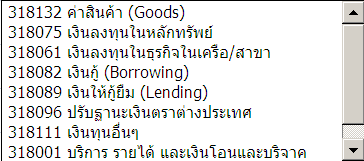 318132 ค่าสินค้า (Goods)
318075 เงินลงทุนในหลักทรัพย์
318061 เงินลงทุนในธุรกิจในเครือ/สาขา
318082 เงินกู้ (Borrowing)
318089 เงินให้กู้ยืม (Lending)
318096 ปรับฐานะเงินตราต่างประเทศ
318111 เงินทุนอื่นๆ
318001 บริการ รายได้ และเงินโอนและบริจาค